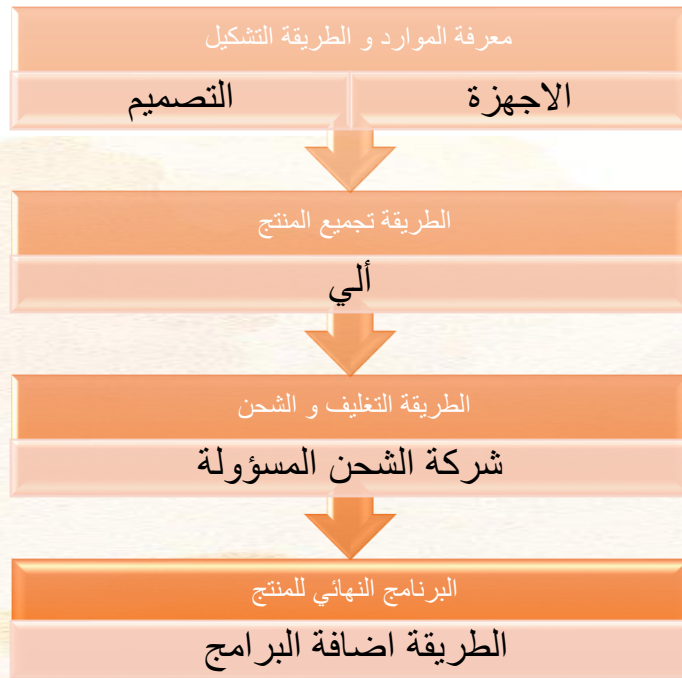 معرفة الموارد و الطريقة التشكيل
الاجهزة
التصميم
الطريقة تجميع المنتج
ألي
الطريقة التغليف و الشحن
شركة الشحن المسؤولة
البرنامج النهائي للمنتج
الطريقة اضافة البرامج